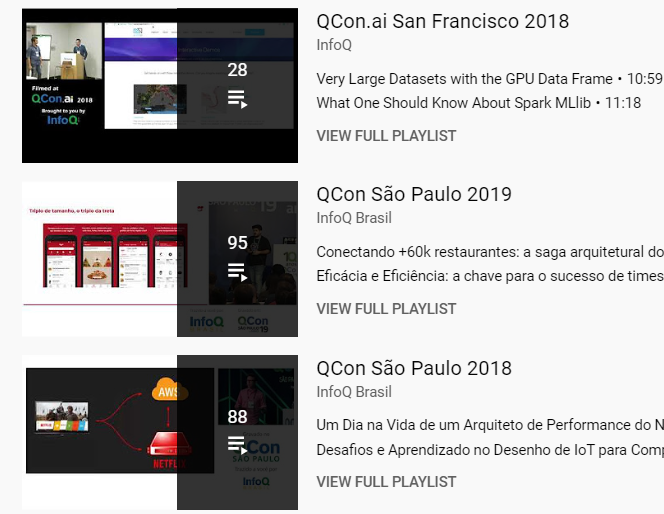 QCon.ai San Francisco 2018
InfoQ
Very Large Datasets with the GPU Data Frame • 10:59
What One Should Know About Spark MLlib • 11:18
VIEW FULL PLAYLIST
28
Filmed at
QCon.ai 2018
Brought to you by
InfoQ
QCon São Paulo 2019
InfoQ Brasil
Conectando +60k restaurantes: a saga arquitetural do
Eficácia e Eficiência: a chave para o sucesso de times
VIEW FULL PLAYLIST
Triplo de tamanho, o triplo da treta
95
InfoQ QCon
QCon São Paulo 2018
InfoQ Brasil
Um Dia na Vida de um Arquiteto de Performance do N
Desafios e Aprendizado no Desenho de IoT para Comp
VIEW FULL PLAYLIST
AWS
88
NETFLIX
QCon
SÃO PAULO
InfoQ